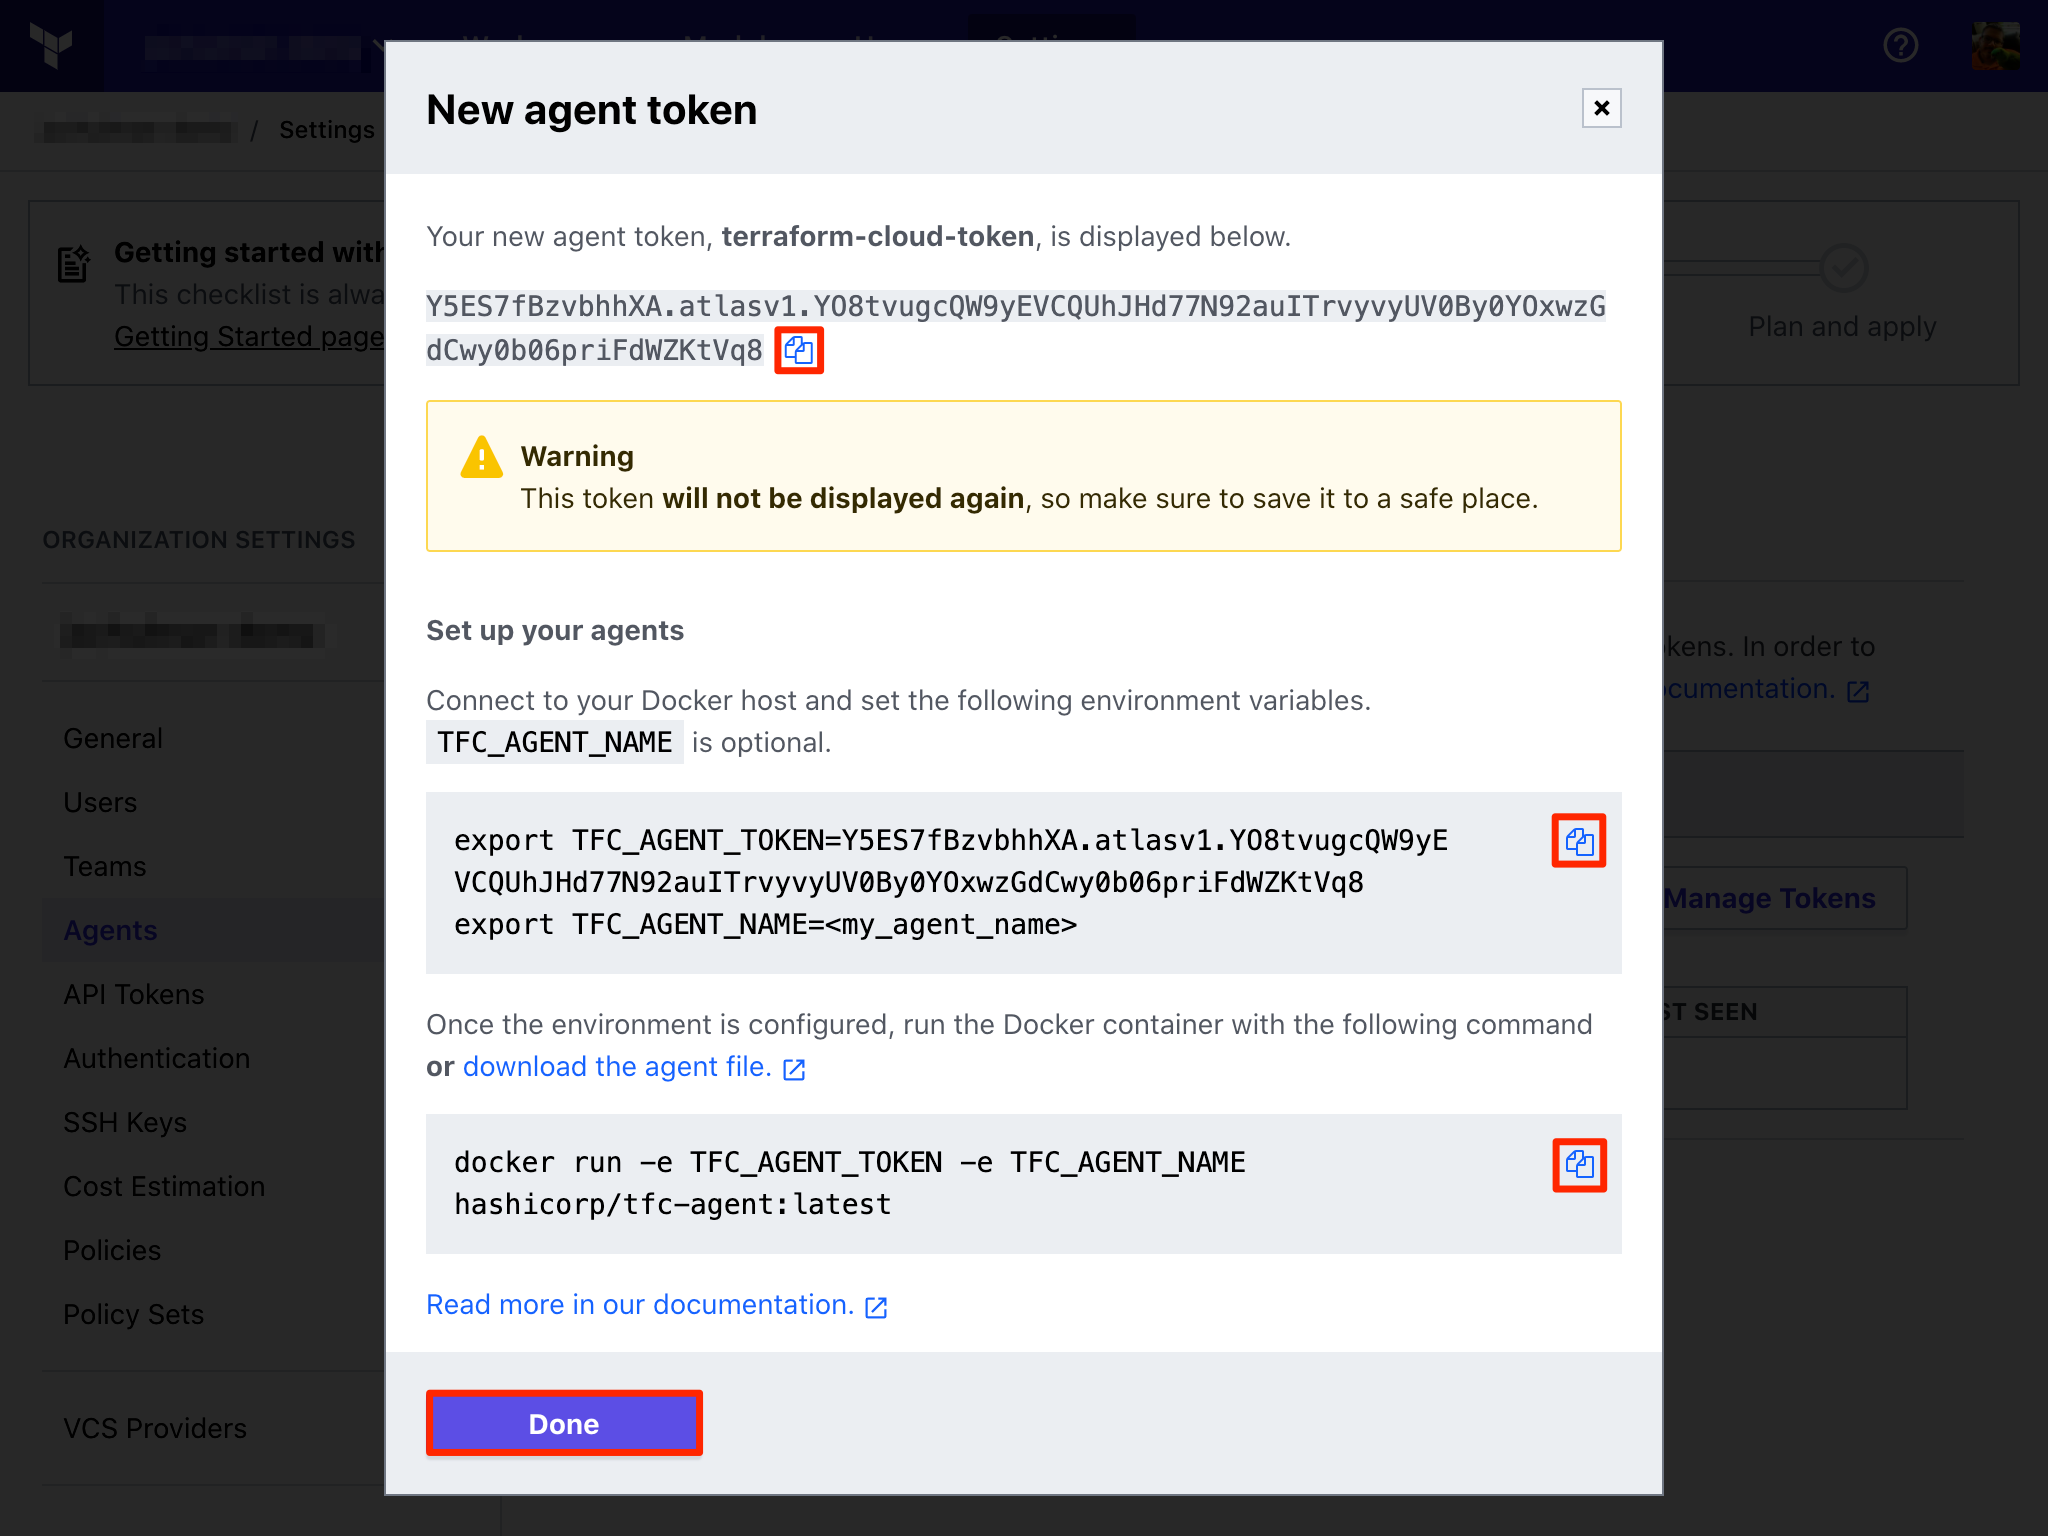 Settings
/ Settings
New agent token
Getting started with
This checklist is alwa
Getting Started page
Plan and apply
Your new agent token, terraform-cloud-token, is displayed below.
Y5ES7fBzvbhhXA.atlasv1.YO8tvugcQW9yEVCQUhJHd77N92auITrvyvyUV0By0YOxwzG
dCwy0b06priFdWZKtVq8
Warning
This token will not be displayed again, so make sure to save it to a safe place.
ORGANIZATION SETTINGS
General
Users
Teams
Agents
API Tokens
Authentication
SSH Keys
Cost Estimation
Policies
Policy Sets
VCS Providers
Set up your agents
Connect to your Docker host and set the following environment variables.
TFC_AGENT_NAME is optional.
export TFC_AGENT_TOKEN=Y5ES7fBzvbhhXA.atlasv1.YO8tvugcQW9yE
VCQUhJHd77N92auITrvyvyUV0By0YOxwzGdCwy0b06priFdWZKtVq8
export TFC_AGENT_NAME=<my_agent_name>
Once the environment is configured, run the Docker container with the following command
or download the agent file.
docker run -e TFC_AGENT_TOKEN -e TFC_AGENT_NAME
hashicorp/tfc-agent:latest
Read more in our documentation.
Done
kens. In order to
cumentation.
Manage Tokens
ST SEEN